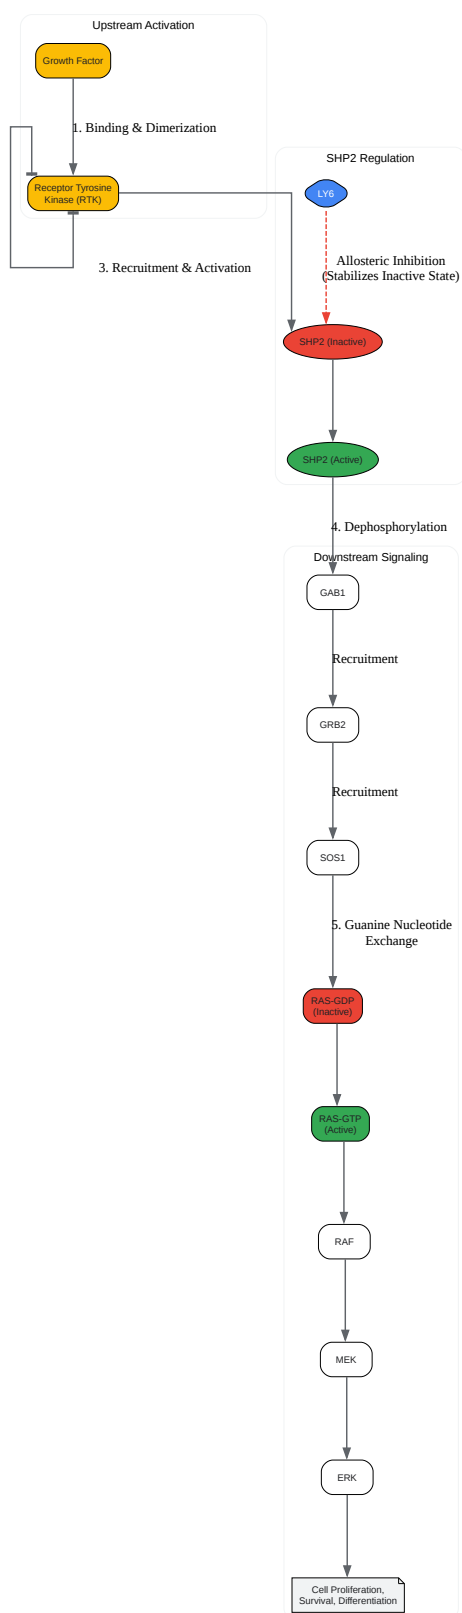 Upstream Activation
Growth Factor
1. Binding & Dimerization
SHP2 Regulation
Receptor Tyrosine
Kinase (RTK)
LY6
3. Recruitment & Activation
Allosteric Inhibition
(Stabilizes Inactive State)
SHP2 (Inactive)
SHP2 (Active)
4. Dephosphorylation
Downstream Signaling
GAB1
Recruitment
GRB2
Recruitment
SOS1
5. Guanine Nucleotide
Exchange
RAS-GDP
(Inactive)
RAS-GTP
(Active)
RAF
MEK
ERK
Cell Proliferation,
Survival, Differentiation